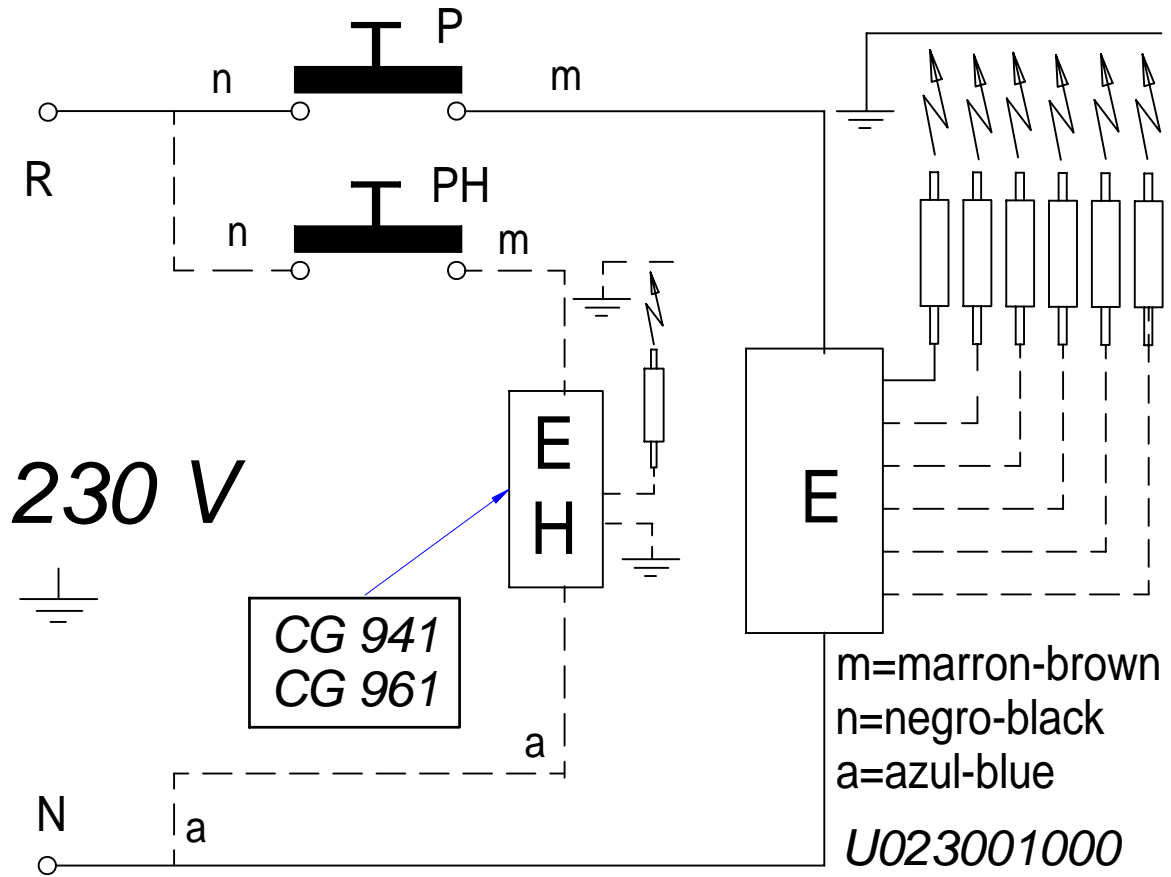 P
n
m
R
PH
n
m
230 V
E
H
E
CG 941
CG 961
m=marron-brown
n=negro-black
a=azul-blue
a
N
a
U023001000